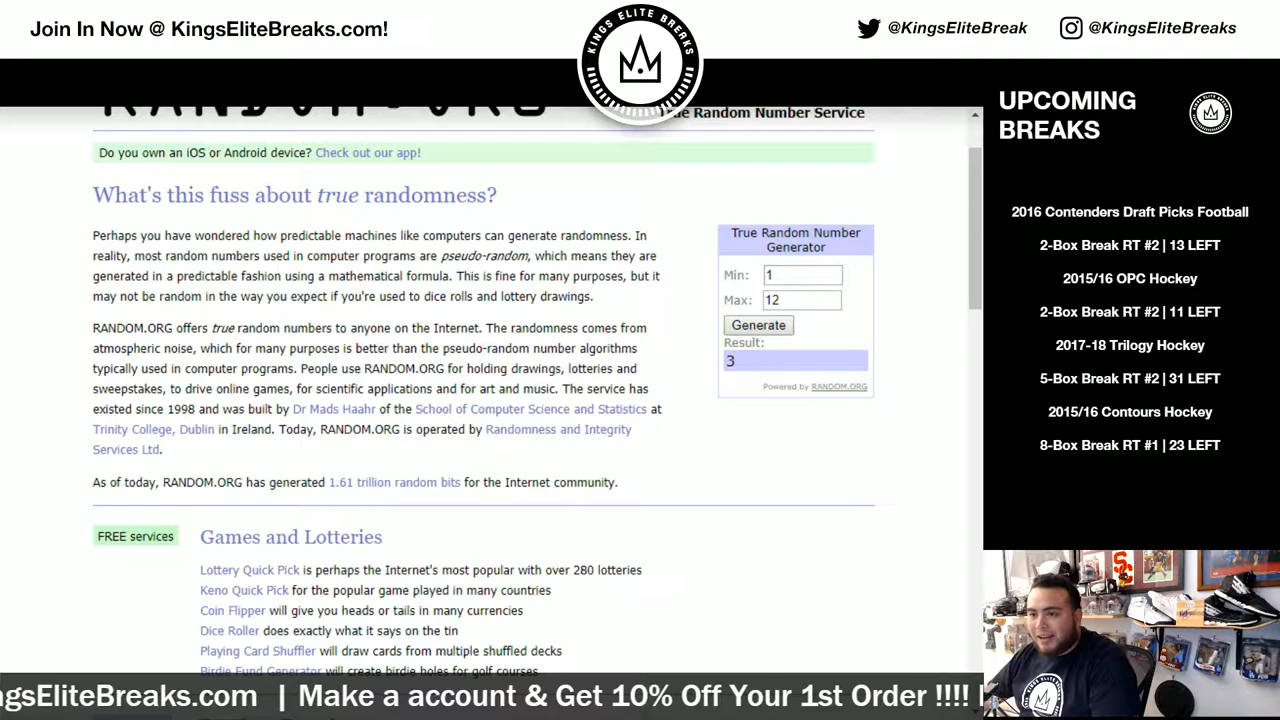 Join In Now @ KingsEliteBreaks.com!
KINGS ELITE BREAKS
@KingsEliteBreak
@KingsEliteBreaks
RANDOM.ORG
True Random Number Service
Do you own an iOS or Android device? Check out our app!
What's this fuss about true randomness?
Perhaps you have wondered how predictable machines like computers can generate randomness. In
reality, most random numbers used in computer programs are pseudo-random, which means they are
generated in a predictable fashion using a mathematical formula. This is fine for many purposes, but it
may not be random in the way you expect if you're used to dice rolls and lottery drawings.
RANDOM.ORG offers true random numbers to anyone on the Internet. The randomness comes from
atmospheric noise, which for many purposes is better than the pseudo-random number algorithms
typically used in computer programs. People use RANDOM.ORG for holding drawings, lotteries and
sweepstakes, to drive online games, for scientific applications and for art and music. The service has
existed since 1998 and was built by Dr Mads Haahr of the School of Computer Science and Statistics at
Trinity College, Dublin in Ireland. Today, RANDOM.ORG is operated by Randomness and Integrity
Services Ltd.
As of today, RANDOM.ORG has generated 1.61 trillion random bits for the Internet community.
True Random Number
Generator
Min: 1
Max: 12
Generate
Result:
3
Powered by RANDOM.ORG
FREE services
Games and Lotteries
Lottery Quick Pick is perhaps the Internet's most popular with over 280 lotteries
Keno Quick Pick for the popular game played in many countries
Coin Flipper will give you heads or tails in many currencies
Dice Roller does exactly what it says on the tin
Playing Card Shuffler will draw cards from multiple shuffled decks
Birdie Fund Generator will create birdie holes for golf courses
UPCOMING
BREAKS
2016 Contenders Draft Picks Football
2-Box Break RT #2 | 13 LEFT
2015/16 OPC Hockey
2-Box Break RT #2 | 11 LEFT
2017-18 Trilogy Hockey
5-Box Break RT #2 | 31 LEFT
2015/16 Contours Hockey
8-Box Break RT #1 | 23 LEFT
ngsEliteBreaks.com | Make a account & Get 10% Off Your 1st Order !!!! |